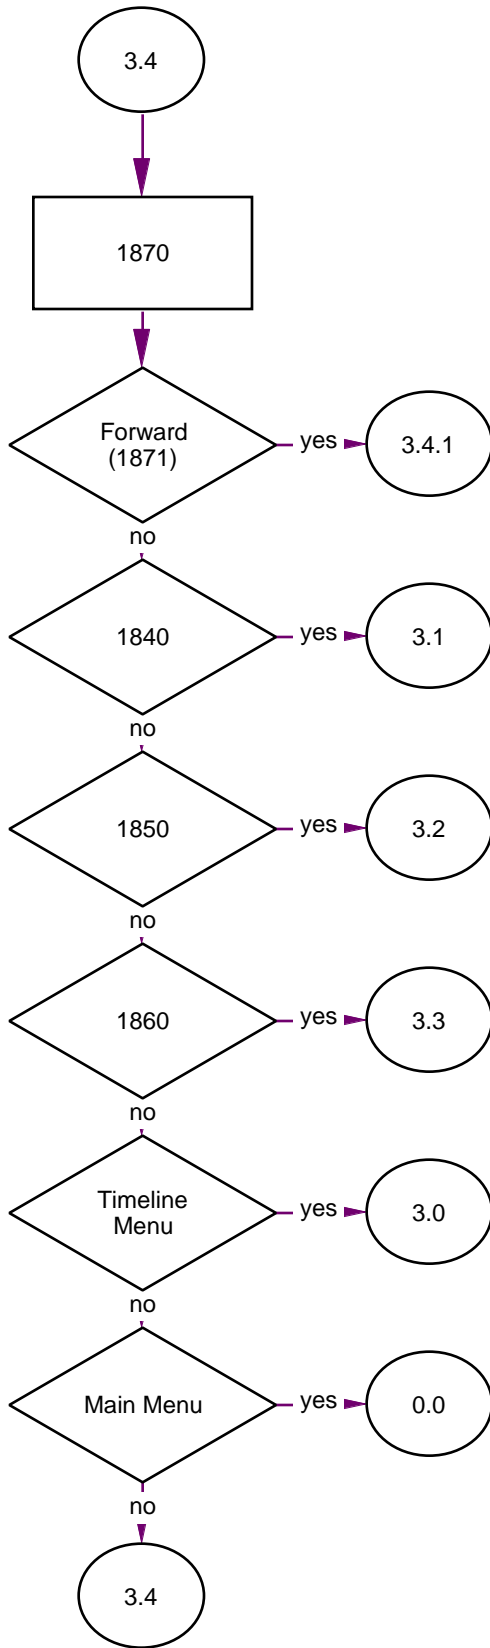 3.4
1870
Forward
(1871)
yes
3.4.1
no
1840
yes
3.1
no
1850
yes
3.2
no
1860
yes
3.3
no
Timeline
Menu
yes
3.0
no
Main Menu
yes
0.0
no
3.4